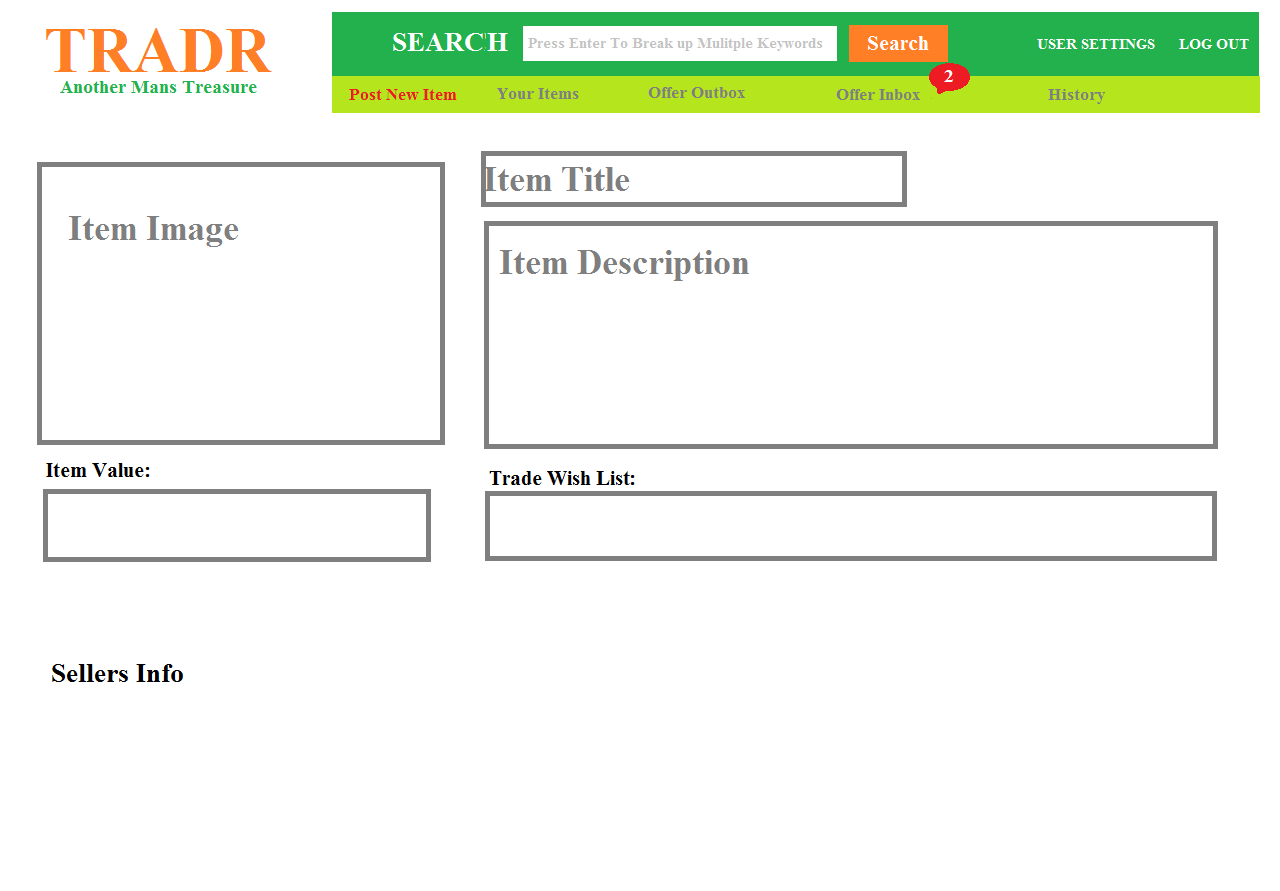 TRADR
Another Mans Treasure
SEARCH Press Enter To Break up Mulitple Keywords Search USER SETTINGS LOG OUT
2
Post New Item Your Items Offer Outbox Offer Inbox History
Item Title
Item Image
Item Description
Item Value:
Trade Wish List:
Sellers Info